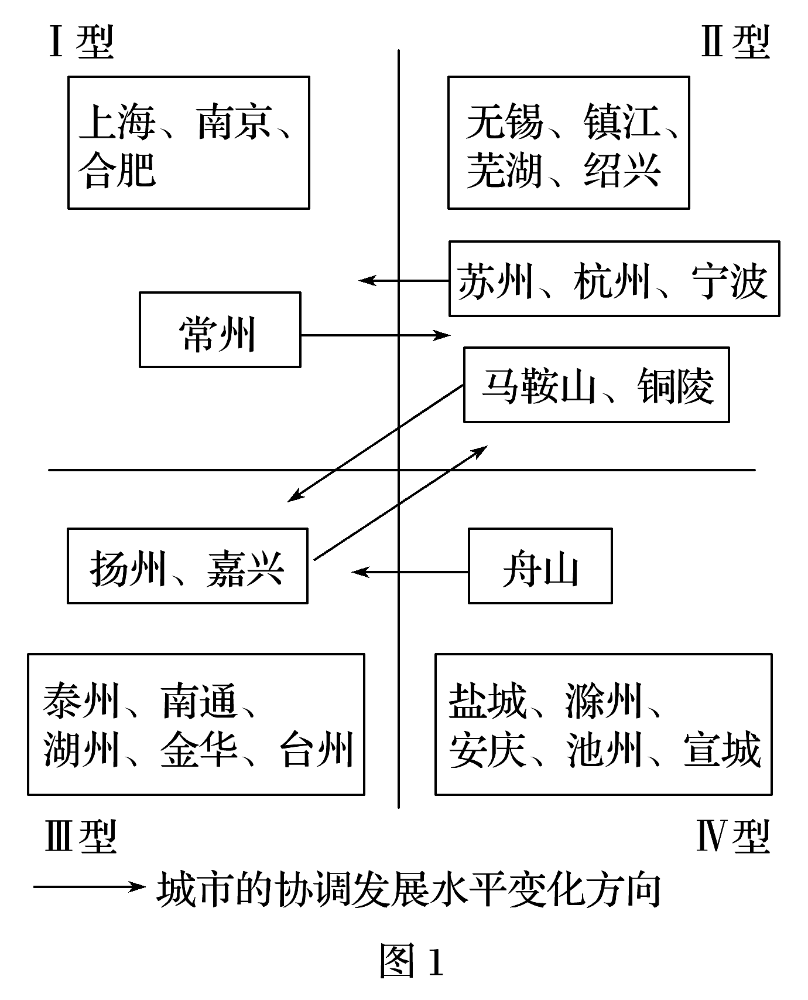 Ⅰ型
Ⅱ型
上海、南京、
合肥
无锡、镇江、
芜湖、绍兴
苏州、杭州、宁波
常州
马鞍山、铜陵
扬州、嘉兴
舟山
泰州、南通、
湖州、金华、台州
盐城、滁州、
安庆、池州、宣城
Ⅲ型
Ⅳ型
城市的协调发展水平变化方向
图1